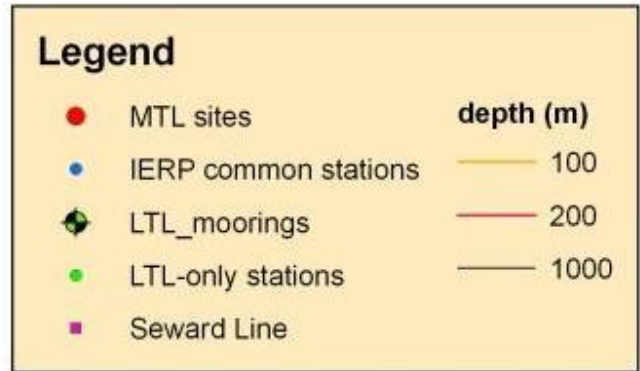 Legend
MTL sites
IERP common stations
LTL_moorings
LTL-only stations
Seward Line
depth (m)
100
200
1000